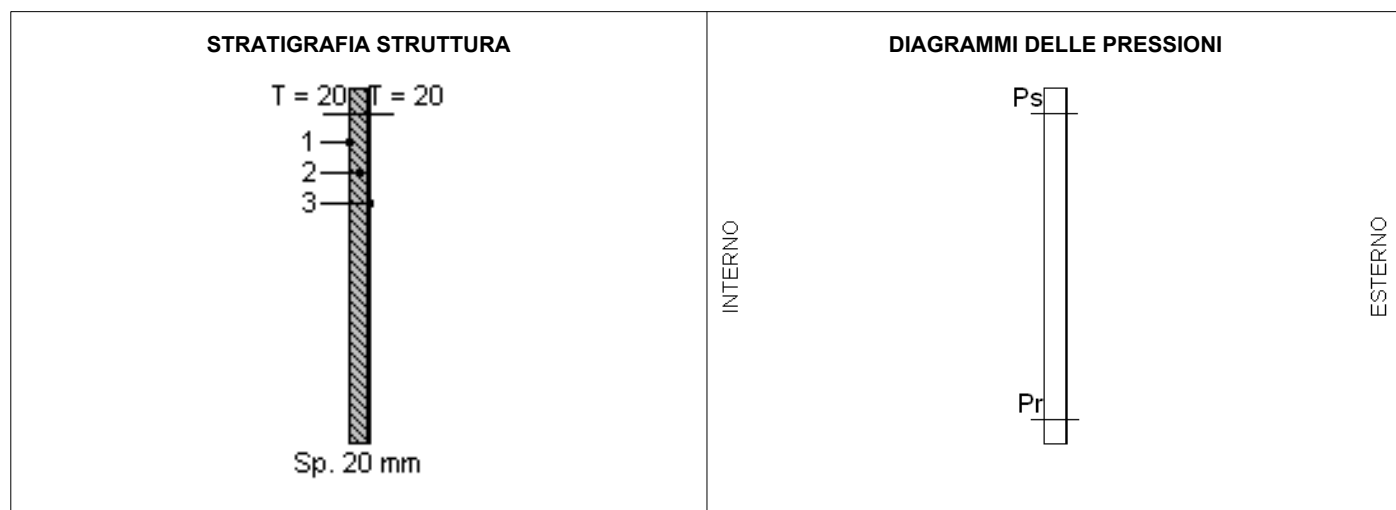 STRATIGRAFIA STRUTTURA
T = 20 T = 20
1
2
3
Sp. 20 mm
DIAGRAMMI DELLE PRESSIONI
Ps
Pr
INTERNO
ESTERNO